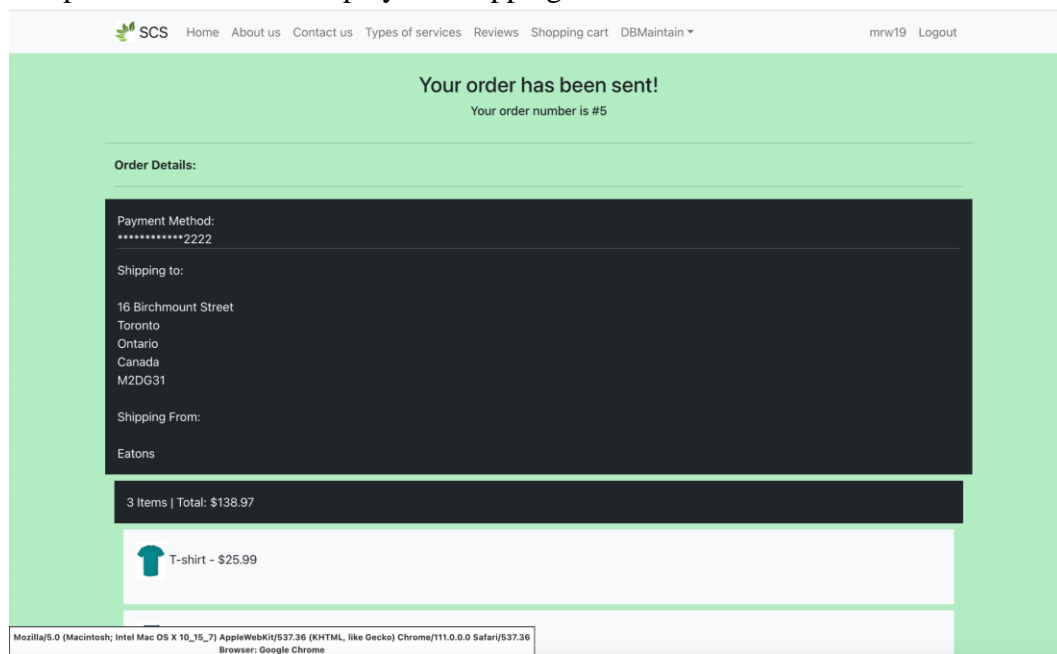 SCS Home About us Contact us Types of services Reviews Shopping cart DBMaintain mrw19 Logout
Your order has been sent!
Your order number is #5
Order Details:
Payment Method:
************2222
Shipping to:
16 Birchmount Street
Toronto
Ontario
Canada
M2DG31
Shipping From:
Eatons
3 Items | Total: $138.97
T-shirt - $25.99
Mozilla/5.0 (Macintosh; Intel Mac OS X 10_15_7) AppleWebKit/537.36 (KHTML, like Gecko) Chrome/111.0.0.0 Safari/537.36
Browser: Google Chrome